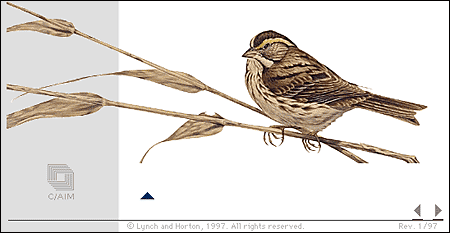 C/AIM
© Lynch and Horton, 1997. All rights reserved.
Rev. 1/97